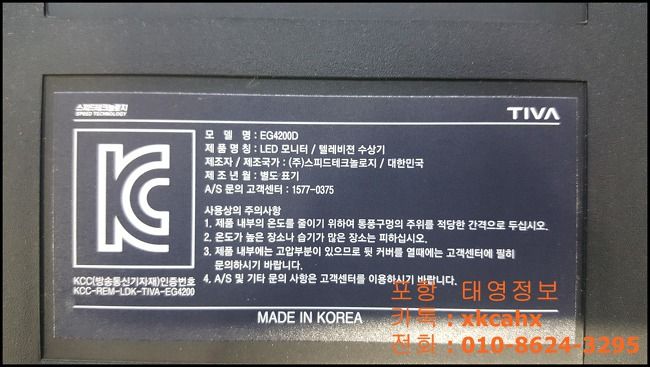 스피드테크놀로지
SPEED TECHNOLOGY
TIVA
모 델 명 : EG4200D
제 품 명 칭 : LED 모니터 / 텔레비젼 수상기
제조자 / 제조국가 : (주)스피드테크놀로지 / 대한민국
제 조 년 월 : 별도 표기
A/S 문의 고객센터 : 1577-0375
사용상의 주의사항
1. 제품 내부의 온도를 줄이기 위하여 통풍구멍의 주위를 적당한 간격으로 두십시오.
2. 온도가 높은 장소나 습기가 많은 장소는 피하십시오.
3. 제품 내부에는 고압부분이 있으므로 뒷 커버를 열때에는 고객센터에 필히
문의하시기 바랍니다.
4. A/S 및 기타 문의 사항은 고객센터를 이용하시기 바랍니다.
KC
KCC(방송통신기자재)인증번호
KCC-REM-LDK-TIVA-EG4200
MADE IN KOREA
포항 태영정보
카톡 : xkcahx
전화 : 010-8624-3295